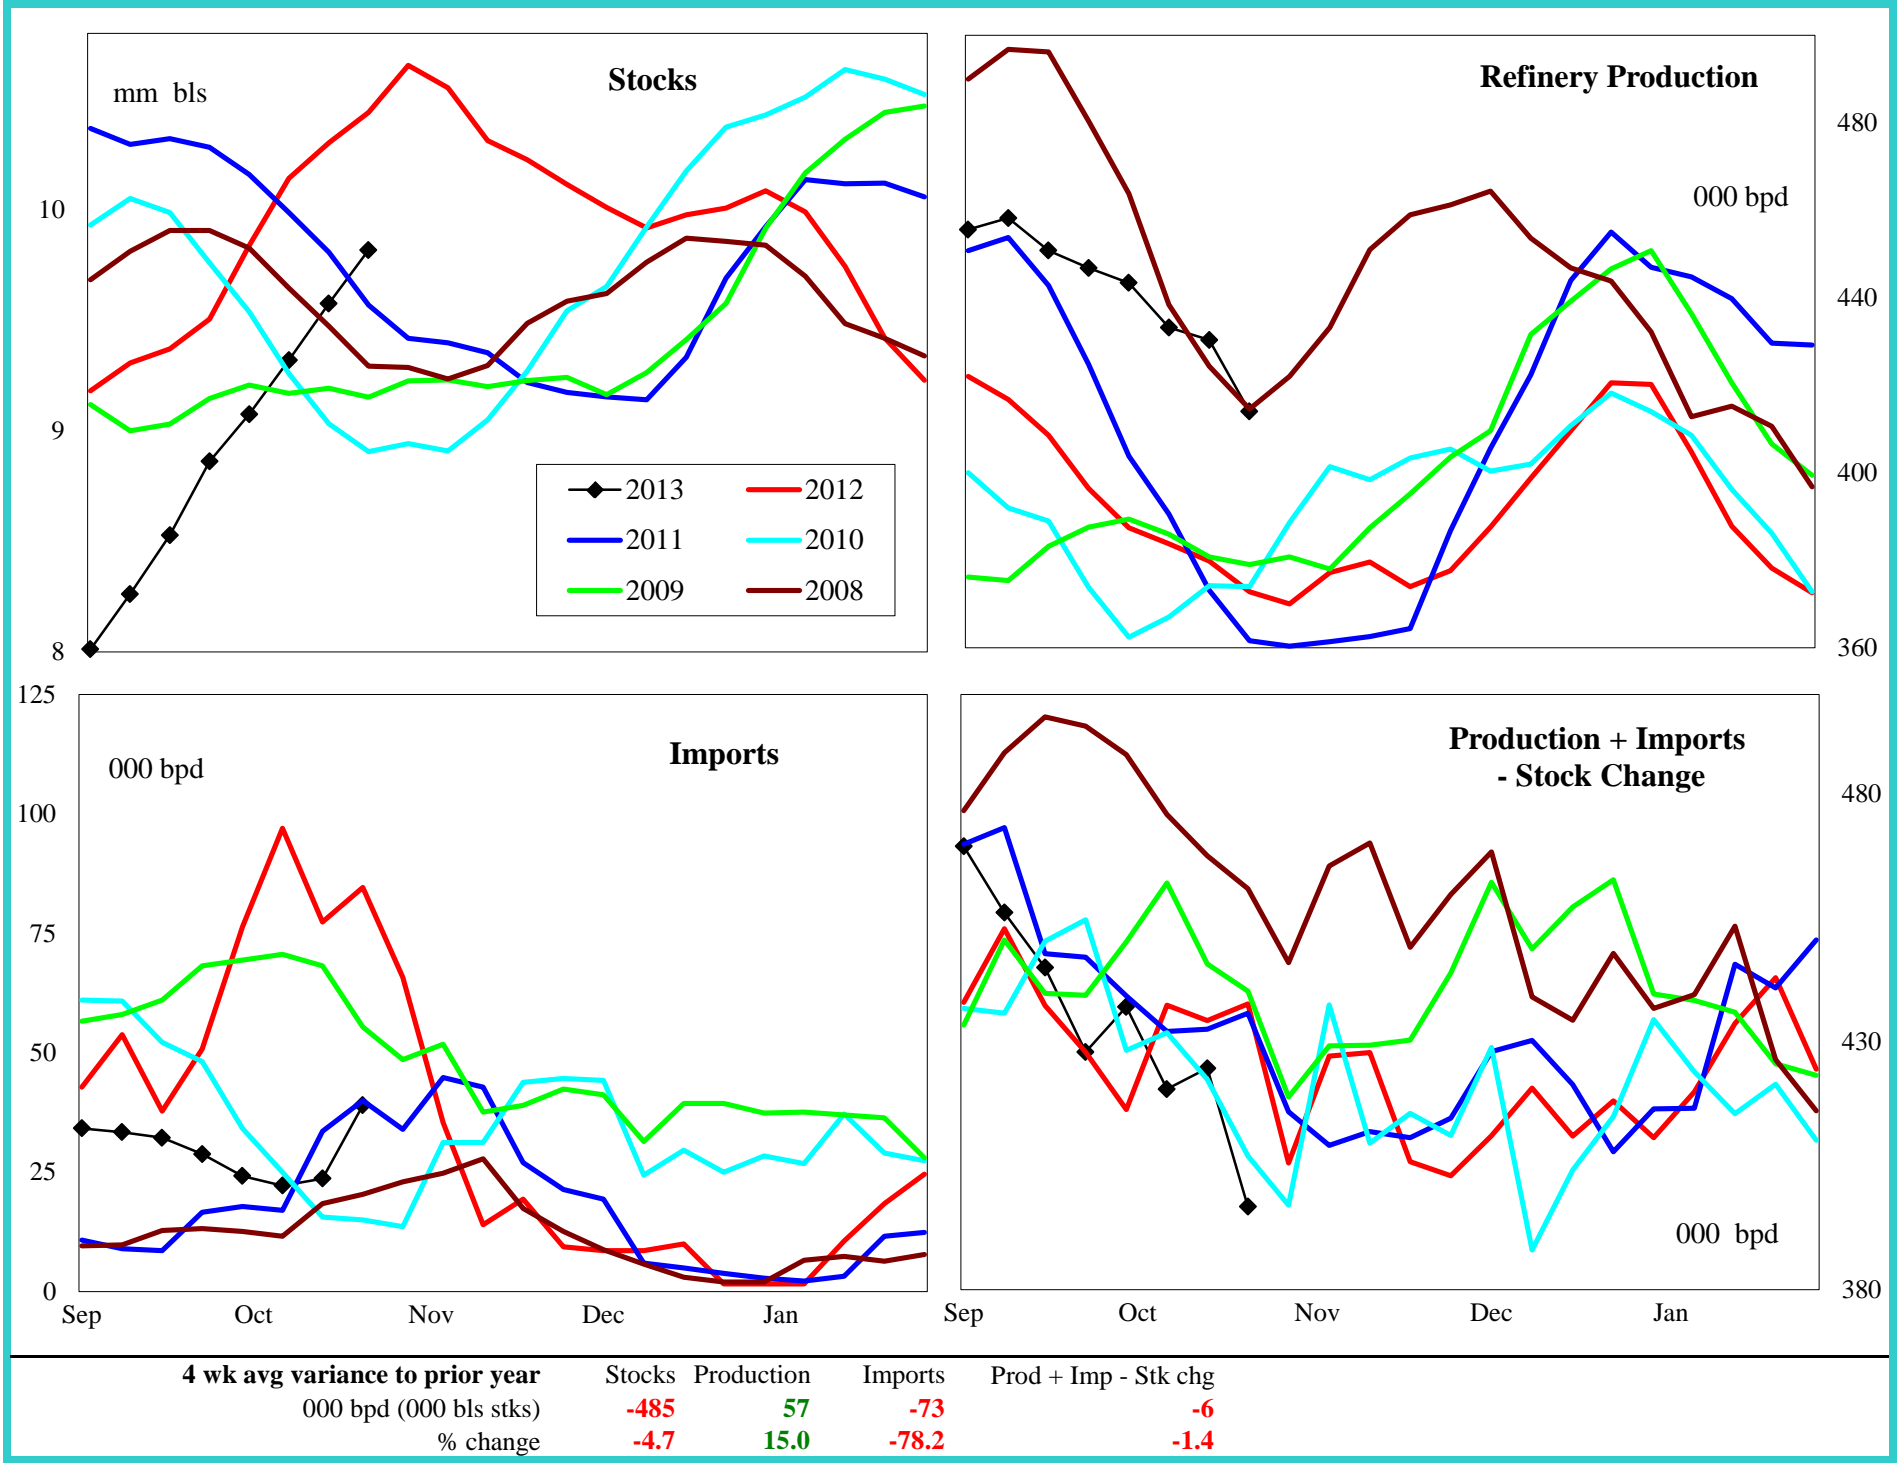 Stocks
mm bls
10
9
8
2013 2012
2011 2010
2009 2008
Refinery Production
000 bpd
480
440
400
360
Imports
000 bpd
125
100
75
50
25
0
Sep Oct Nov Dec Jan
Production + Imports
- Stock Change
480
430
380
000 bpd
Sep Oct Nov Dec Jan
4 wk avg variance to prior year Stocks Production Imports Prod + Imp - Stk chg
000 bpd (000 bls stks) -485 57 -73 -6
% change -4.7 15.0 -78.2 -1.4